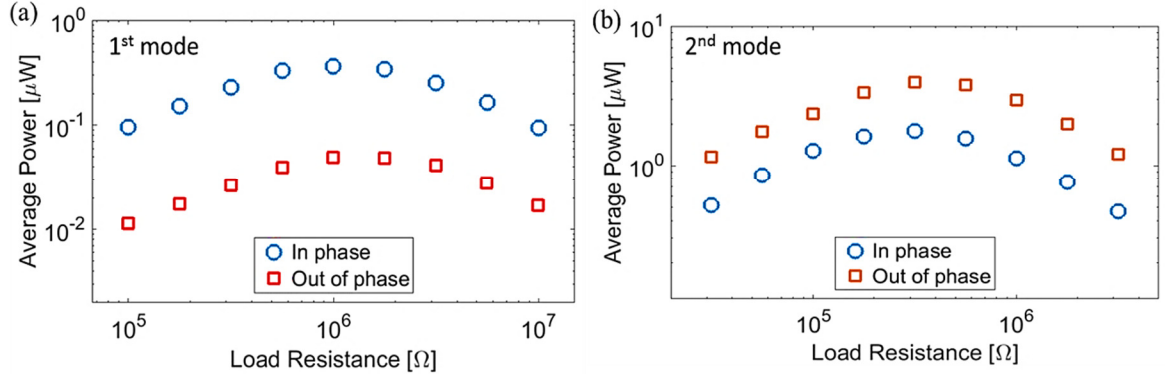 (a)
1st mode
Average Power [μW]
10^0
10^-1
10^-2
In phase
Out of phase
10^5
10^6
10^7
Load Resistance [Ω]
(b)
2nd mode
Average Power [μW]
10^1
10^0
In phase
Out of phase
10^5
10^6
Load Resistance [Ω]